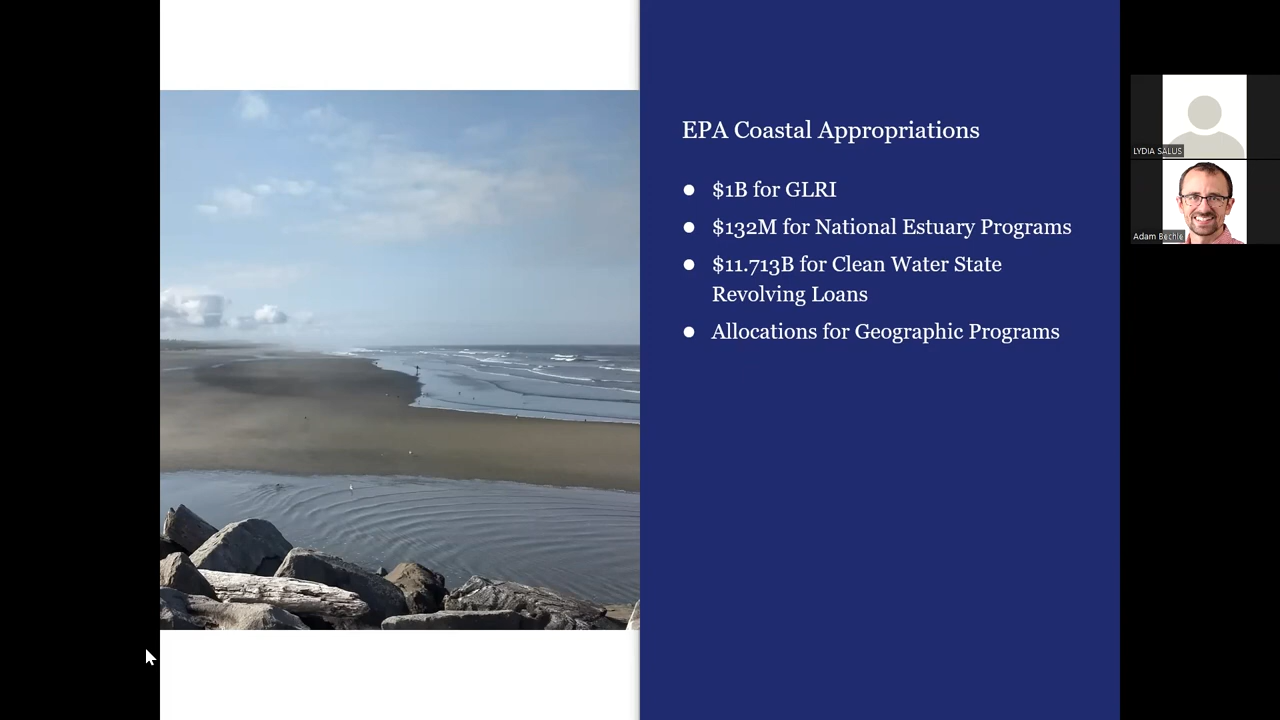 EPA Coastal Appropriations
● $1B for GLRI
● $132M for National Estuary Programs
● $11.713B for Clean Water State
Revolving Loans
● Allocations for Geographic Programs
LYDIA SALUS
Adam Bechle